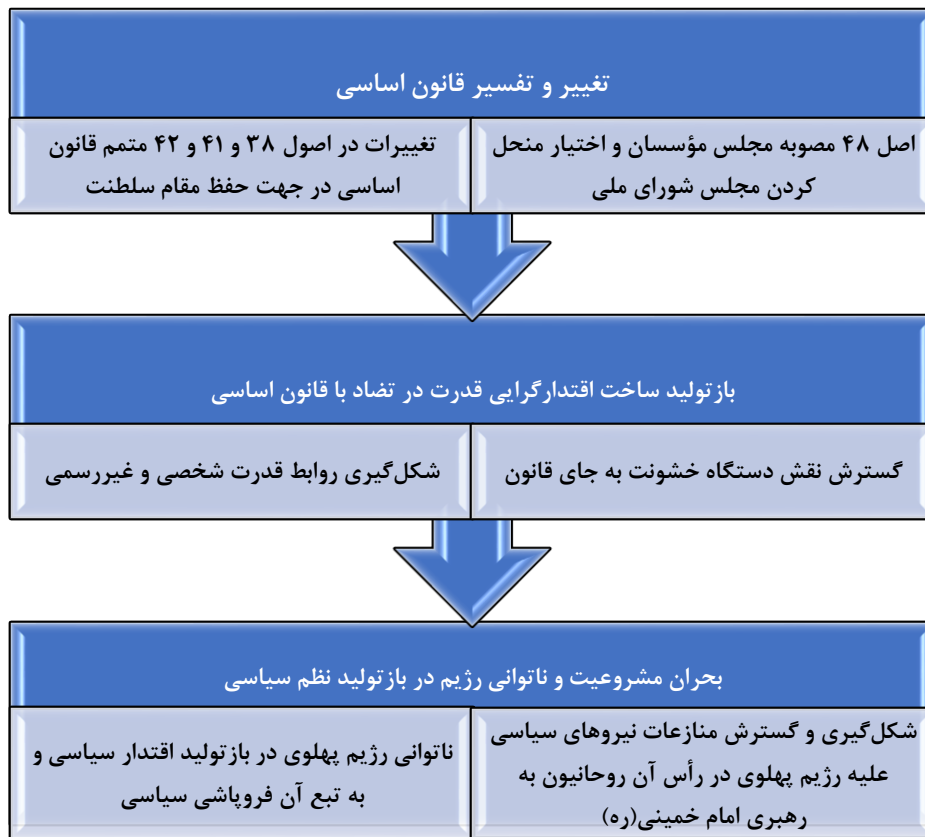 تغییر و تفسیر قانون اساسی
اصل ۴۸ مصوبه مجلس مؤسسان و اختیار منحل
کردن مجلس شورای ملی
تغییرات در اصول ۳۸ و ۴۱ و ۴۲ متمم قانون
اساسی در جهت حفظ مقام سلطنت
بازتولید ساخت اقتدارگرایی قدرت در تضاد با قانون اساسی
گسترش نقش دستگاه خشونت به جای قانون
شکل‌گیری روابط قدرت شخصی و غیررسمی
بحران مشروعیت و ناتوانی رژیم در بازتولید نظم سیاسی
شکل‌گیری و گسترش منازعات نیروهای سیاسی
علیه رژیم پهلوی در رأس آن روحانیون به
رهبری امام خمینی(ره)
ناتوانی رژیم پهلوی در بازتولید اقتدار سیاسی و
به تبع آن فروپاشی سیاسی